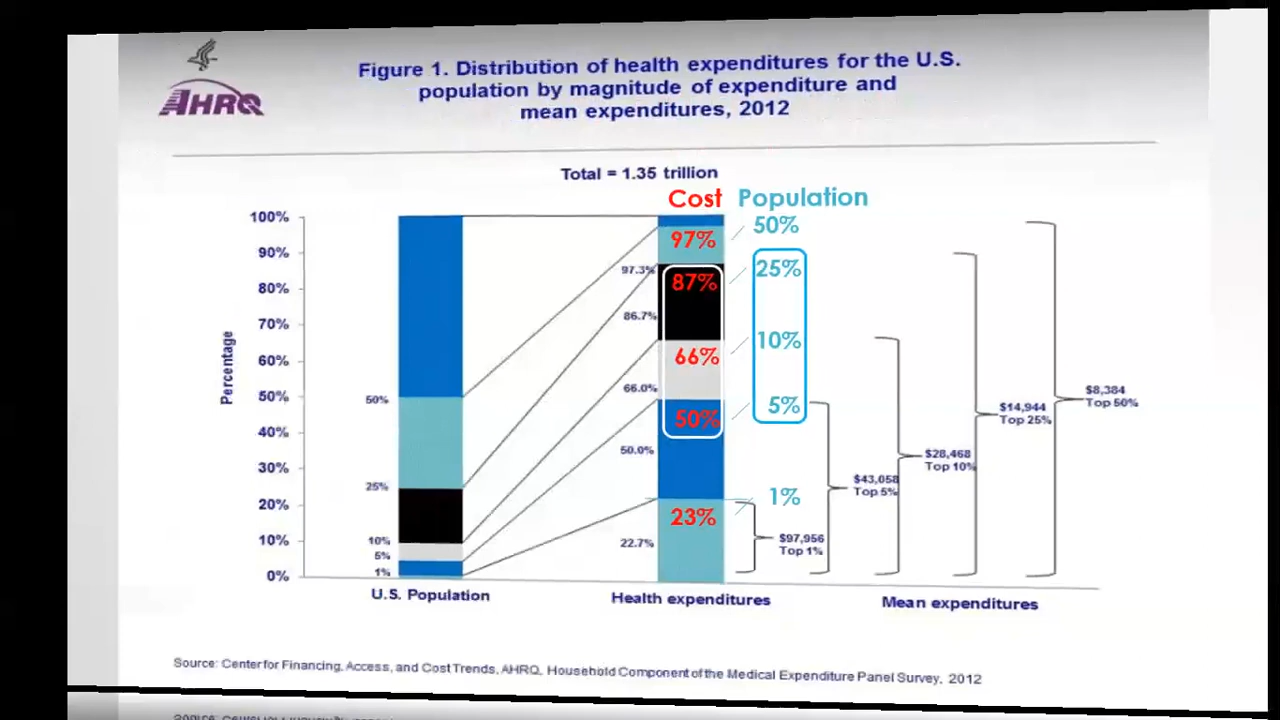 AHRQ
Figure 1. Distribution of health expenditures for the U.S.
population by magnitude of expenditure and
mean expenditures, 2012
Total = 1.35 trillion
Cost Population
100%
90%
80%
70%
60%
50%
40%
30%
20%
10%
0%
Percentage
50%
25%
10%
5%
1%
97.3%
86.7%
66.0%
50.0%
22.7%
97%
87%
66%
50%
23%
50%
25%
10%
5%
1%
$97,956
Top 1%
$43,058
Top 5%
$28,468
Top 10%
$14,944
Top 25%
$8,384
Top 50%
U.S. Population
Health expenditures
Mean expenditures
Source: Center for Financing, Access, and Cost Trends, AHRQ, Household Component of the Medical Expenditure Panel Survey, 2012